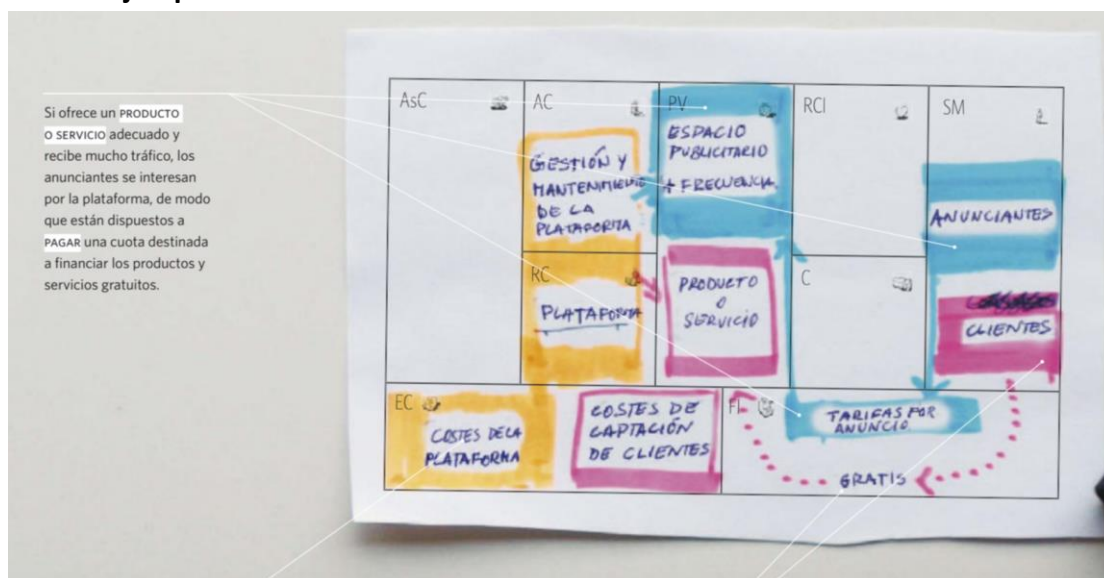 Si ofrece un PRODUCTO
O SERVICIO adecuado y
recibe mucho tráfico, los
anunciantes se interesan
por la plataforma, de modo
que están dispuestos a
PAGAR una cuota destinada
a financiar los productos y
servicios gratuitos.
AsC
AC
GESTIÓN Y
MANTENIMIENTO
DE LA
PLATAFORMA
RC
PLATAFORMA
PV
ESPACIO
PUBLICITARIO
+ FRECUENCIA
PRODUCTO
O
SERVICIO
RCl
C
SM
ANUNCIANTES
CLIENTES
EC
COSTES DE LA
PLATAFORMA
COSTES DE
CAPTACIÓN
DE CLIENTES
FI
TARIFAS POR
ANUNCIO
GRATIS